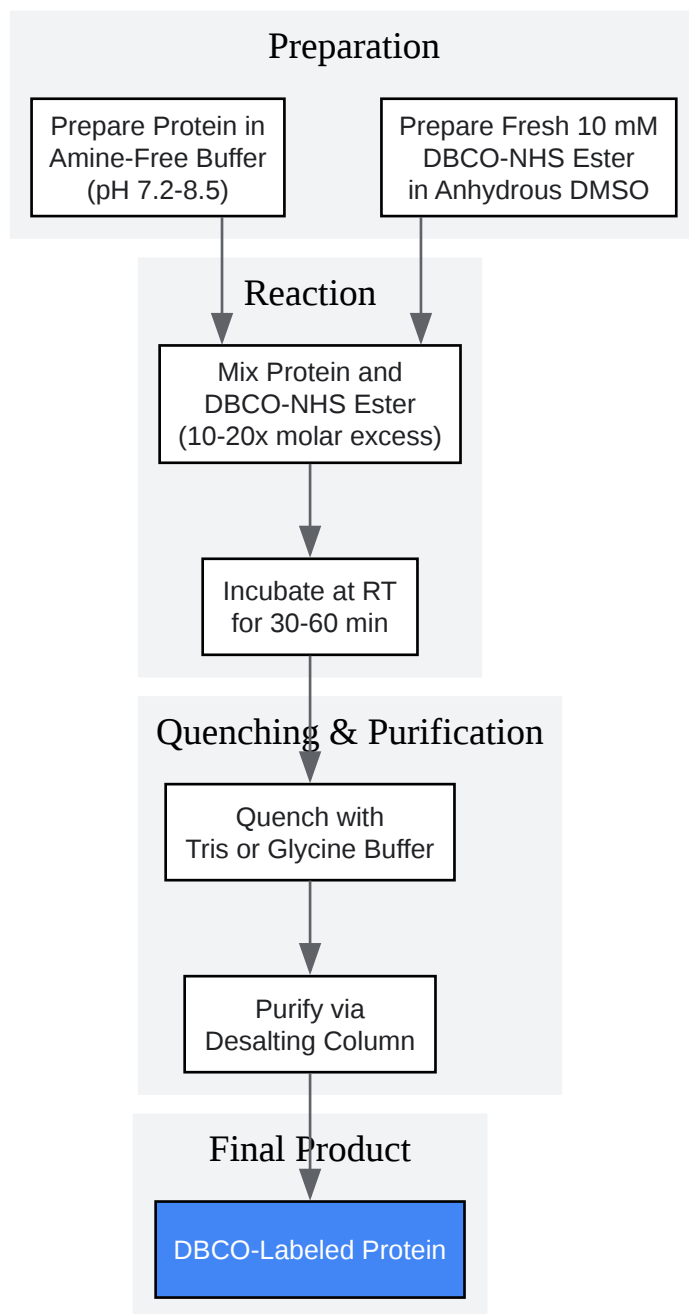 Preparation
Prepare Protein in
Amine-Free Buffer
(pH 7.2-8.5)
Prepare Fresh 10 mM
DBCO-NHS Ester
in Anhydrous DMSO
Reaction
Mix Protein and
DBCO-NHS Ester
(10-20x molar excess)
Incubate at RT
for 30-60 min
Quenching & Purification
Quench with
Tris or Glycine Buffer
Purify via
Desalting Column
Final Product
DBCO-Labeled Protein